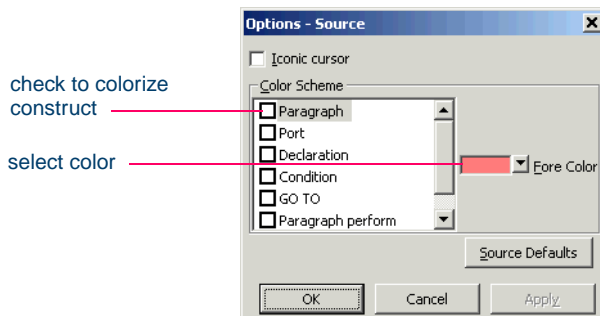 Options - Source
Iconic cursor
check to colorize
construct
Color Scheme
Paragraph
Port
Declaration
Condition
GO TO
Paragraph perform
select color
Fore Color
Source Defaults
OK
Cancel
Apply